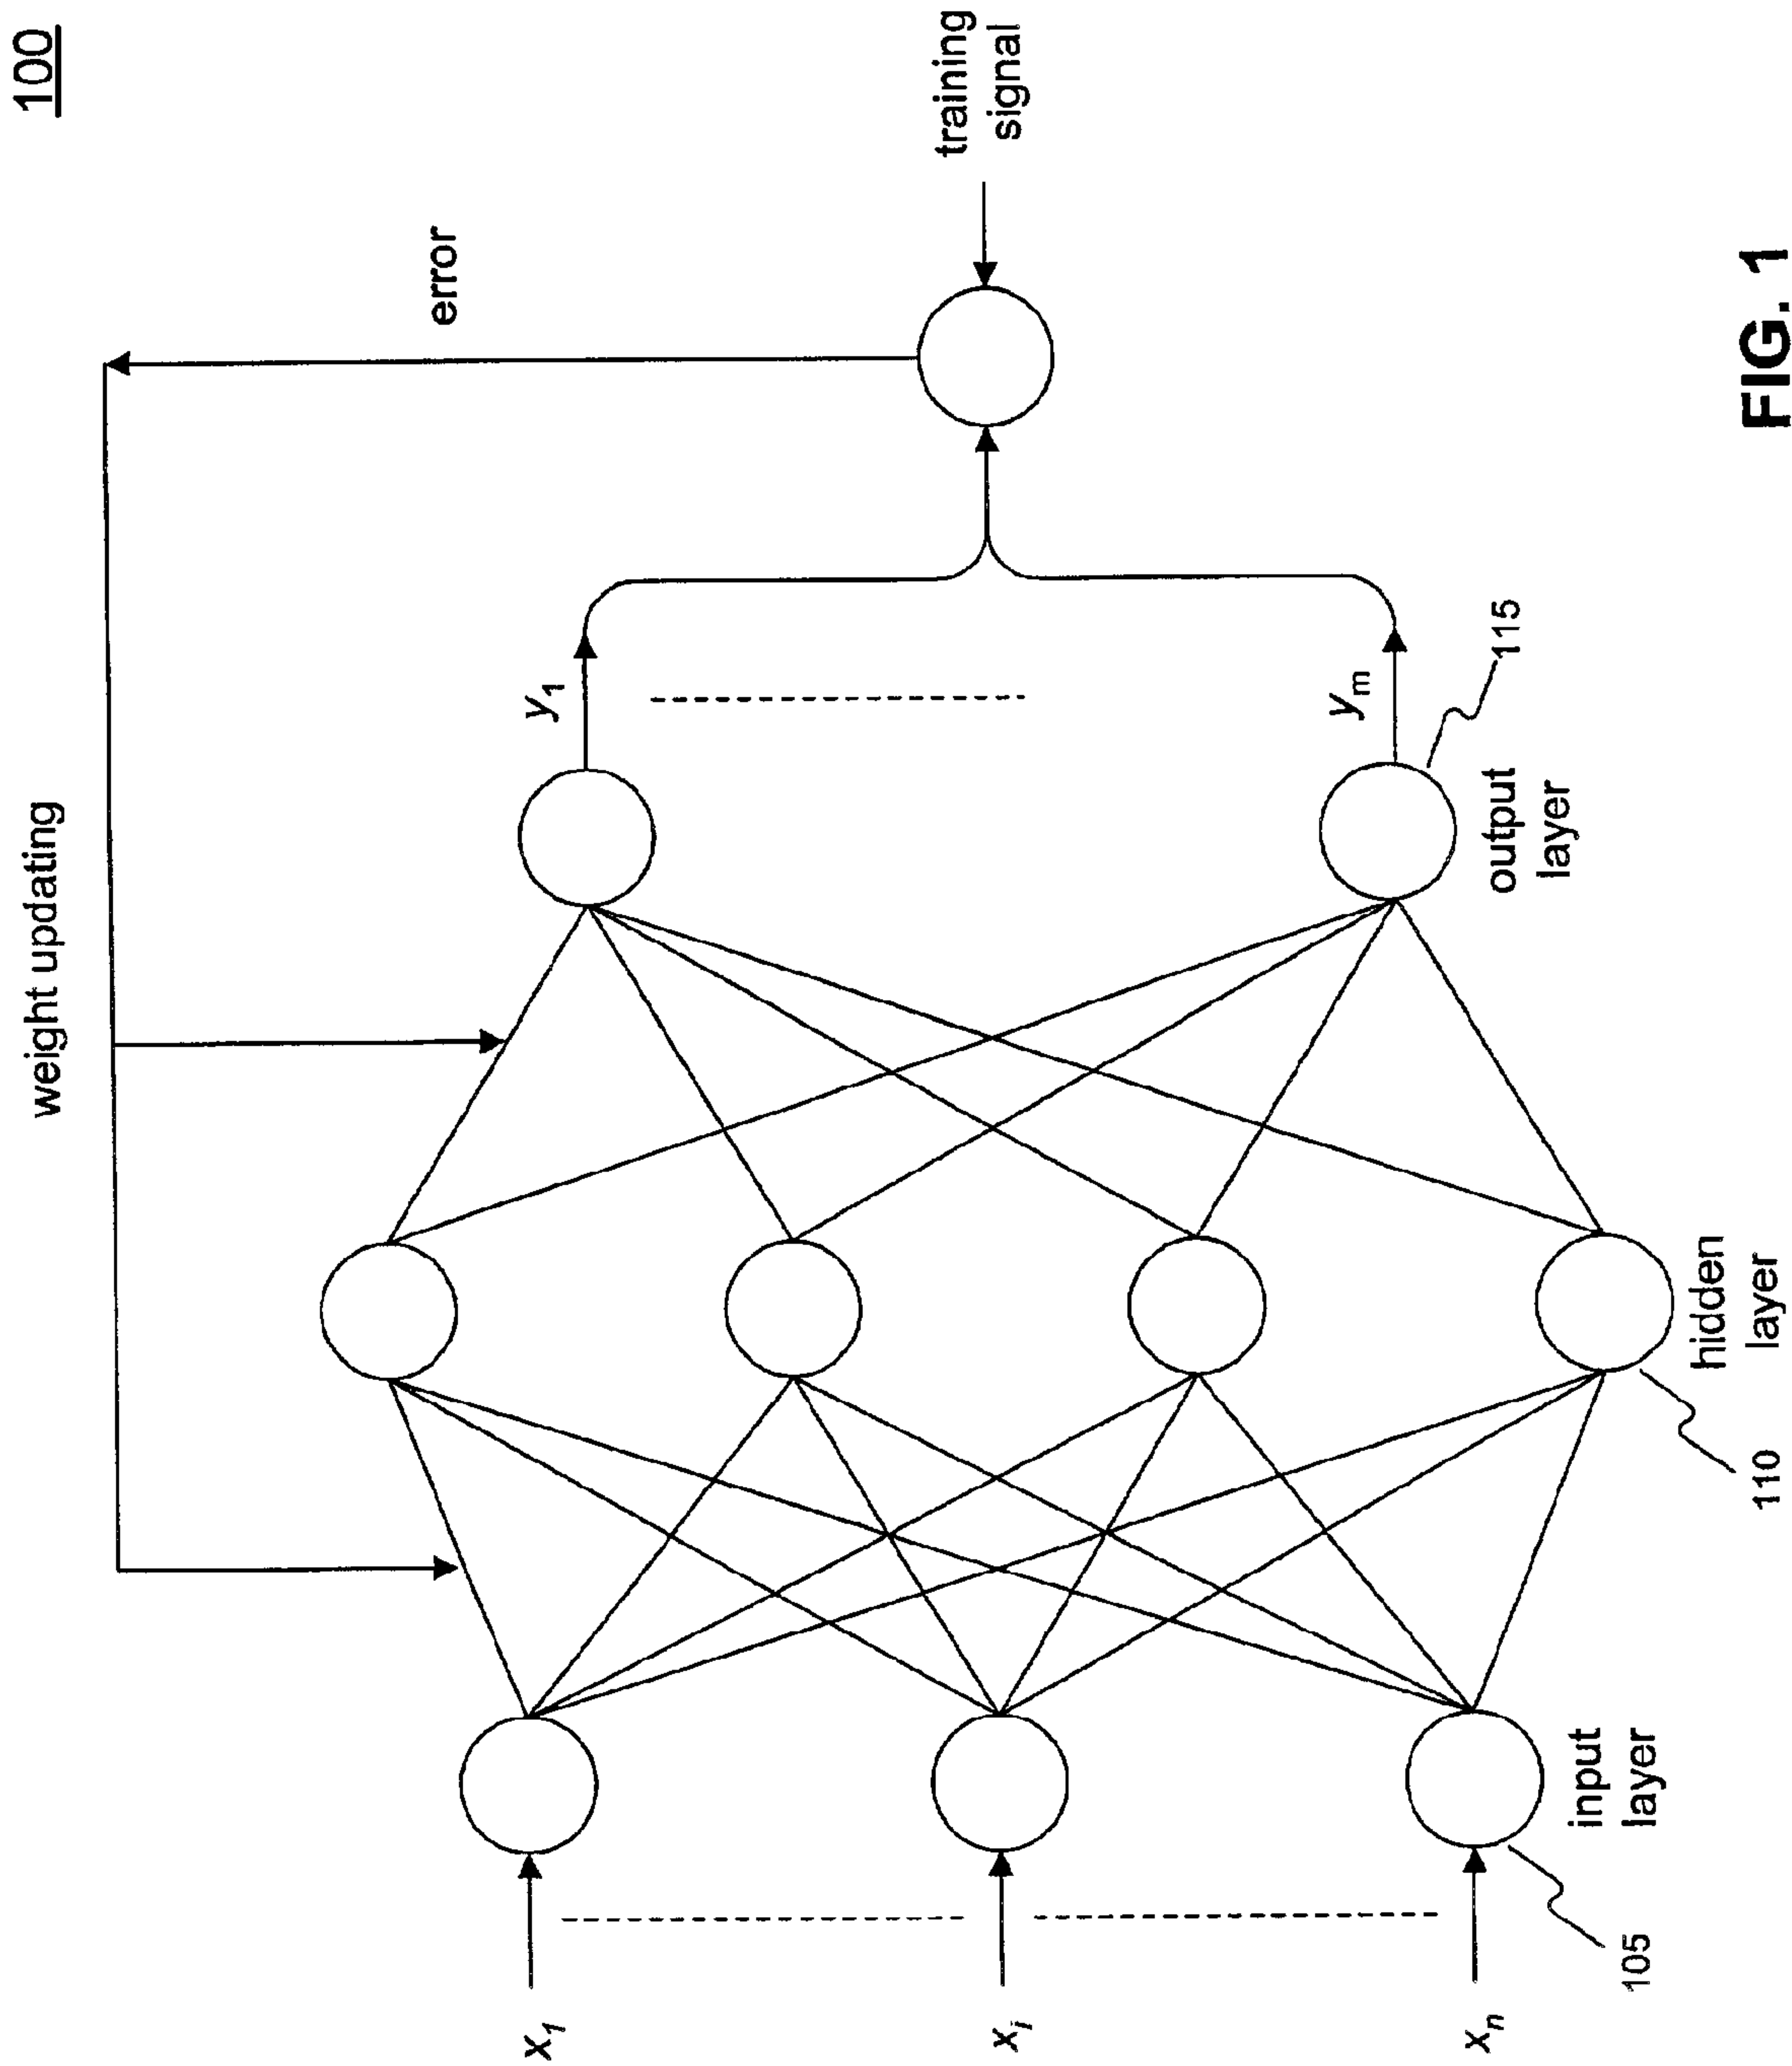 100
weight updating
error
training
signal
x1
xi
xn
y1
ym
105
input
layer
110
hidden
layer
115
output
layer
FIG. 1